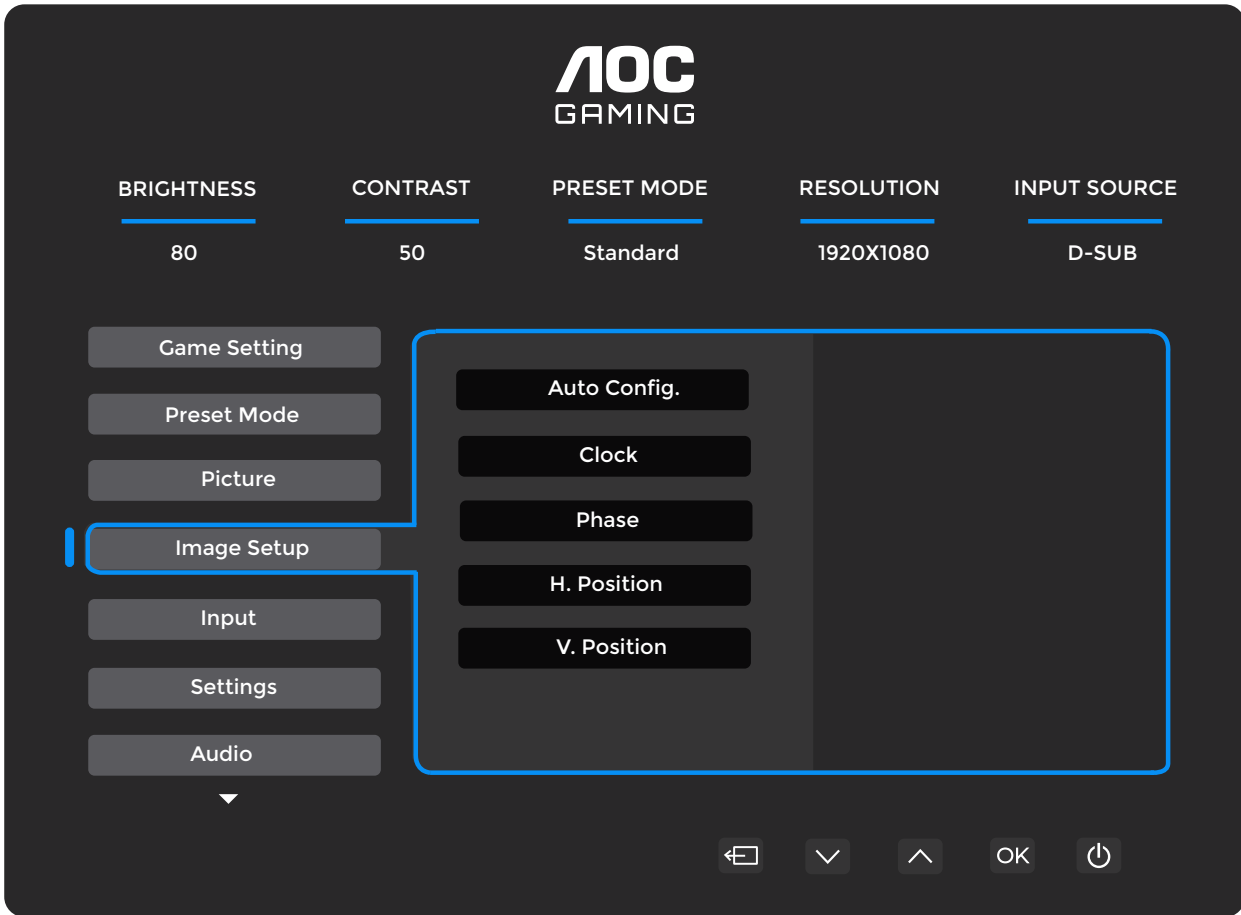 AOC
GAMING
BRIGHTNESS CONTRAST PRESET MODE RESOLUTION INPUT SOURCE
80 50 Standard 1920X1080 D-SUB
Game Setting
Preset Mode
Picture
Image Setup
Input
Settings
Audio
Auto Config.
Clock
Phase
H. Position
V. Position
OK